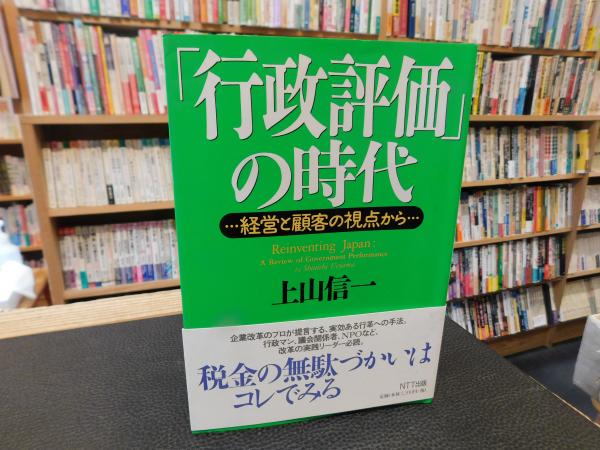 「行政評価」
の時代
…経営と顧客の視点から…
Reinventing Japan:
A Review of Government Performance
by Shinichi Ueyama
上山信一
企業改革のプロが提言する、実効ある行革への手法。
行政マン、議会関係者、NPOなど、
改革の実践リーダー必読。
税金の無駄づかいは
コレでみる
NTT出版